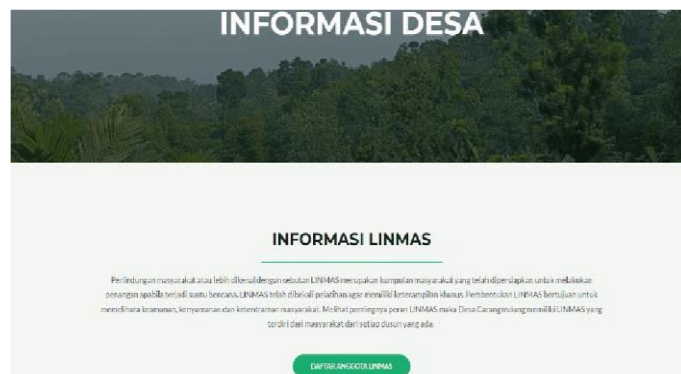 INFORMASI DESA
INFORMASI LINMAS
Perlindungan masyarakat atau lebih dikenal dengan sebutan LINMAS merupakan kumpulan masyarakat yang telah dipersiapkan untuk melakukan
penangan apabila terjadi suatu bencana. LINMAS telah dibekali pelatihan agar memiliki keterampilan khusus. Pembentukan LINMAS bertujuan untuk
memelihara keamanan, kenyamanan dan ketentraman masyarakat. Melihat pentingnya peran LINMAS maka Desa Carangwulung memiliki LINMAS yang
terdiri dari masyarakat dari setiap dusun yang ada.
DAFTAR ANGGOTA LINMAS